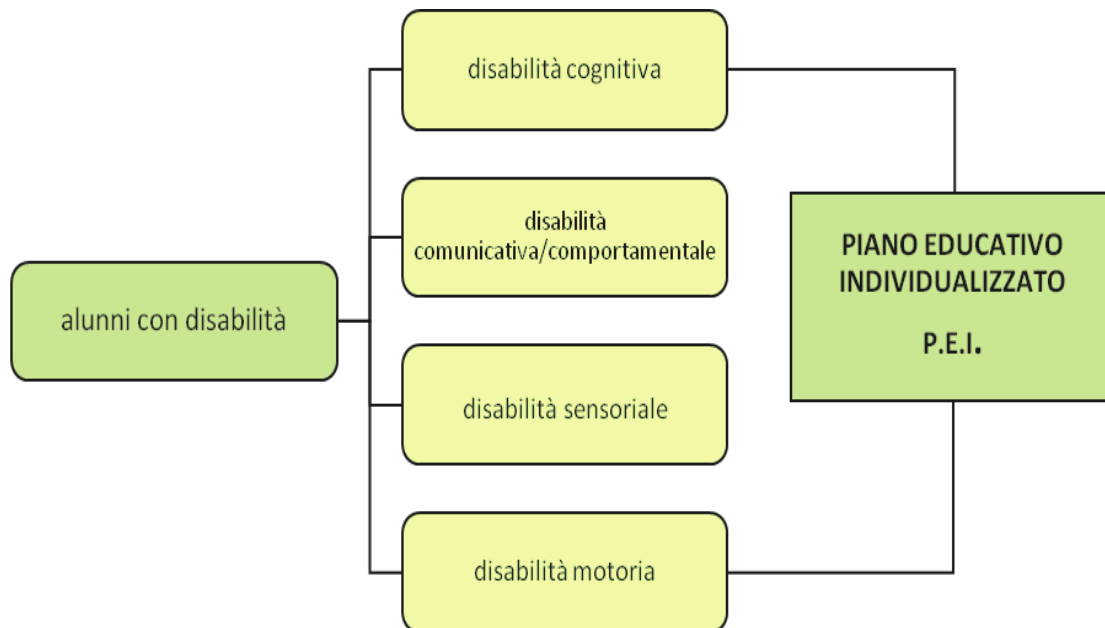 disabilità cognitiva
disabilità
comunicativa/comportamentale
alunni con disabilità
disabilità sensoriale
disabilità motoria
PIANO EDUCATIVO
INDIVIDUALIZZATO
P.E.I.